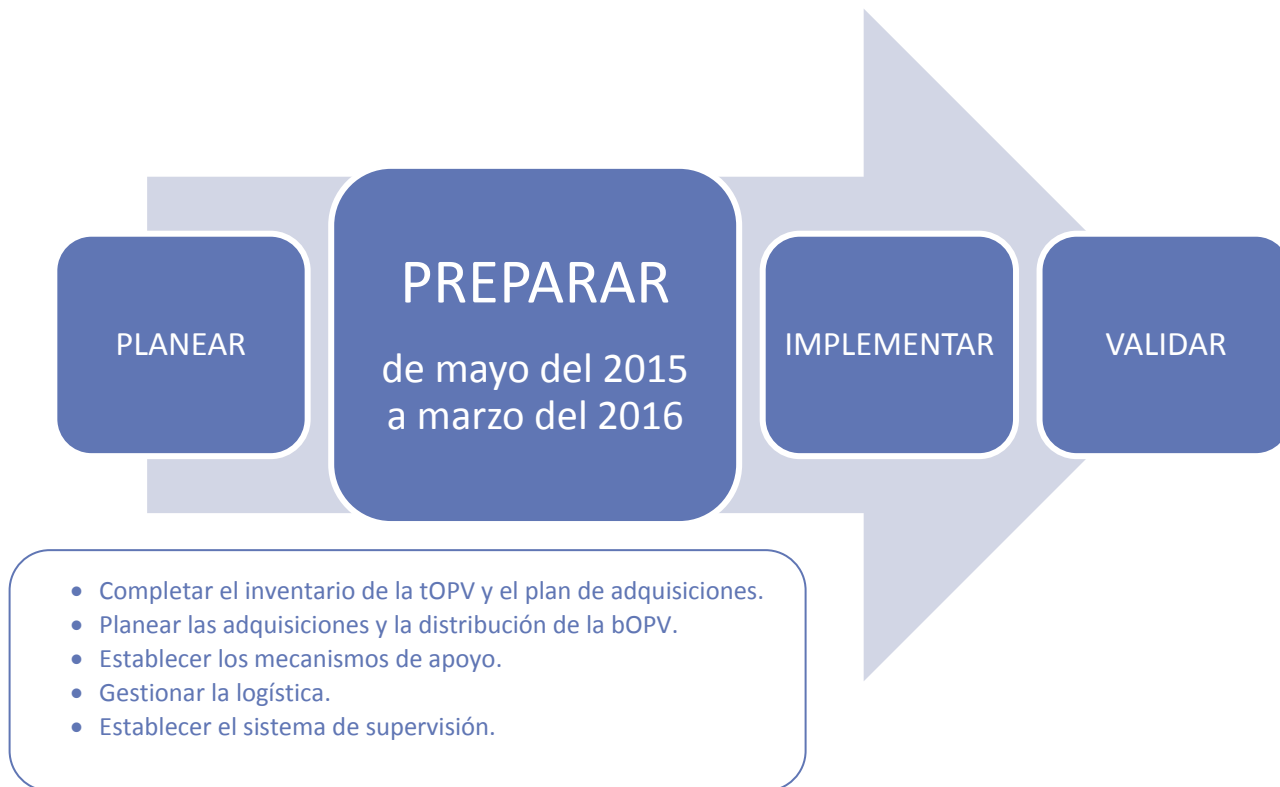 PLANEAR
PREPARAR
de mayo del 2015
a marzo del 2016
IMPLEMENTAR
VALIDAR
• Completar el inventario de la tOPV y el plan de adquisiciones.
• Planear las adquisiciones y la distribución de la bOPV.
• Establecer los mecanismos de apoyo.
• Gestionar la logística.
• Establecer el sistema de supervisión.